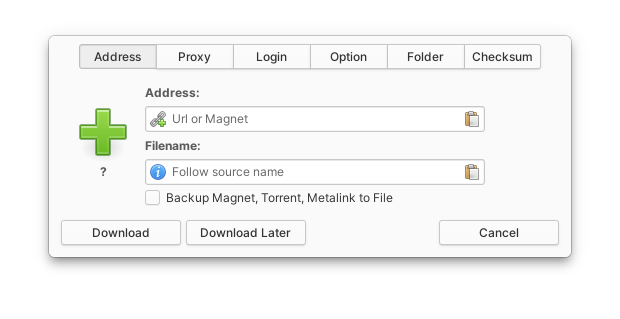 Address Proxy Login Option Folder Checksum
Address:
Url or Magnet
Filename:
?
Follow source name
Backup Magnet, Torrent, Metalink to File
Download Download Later Cancel